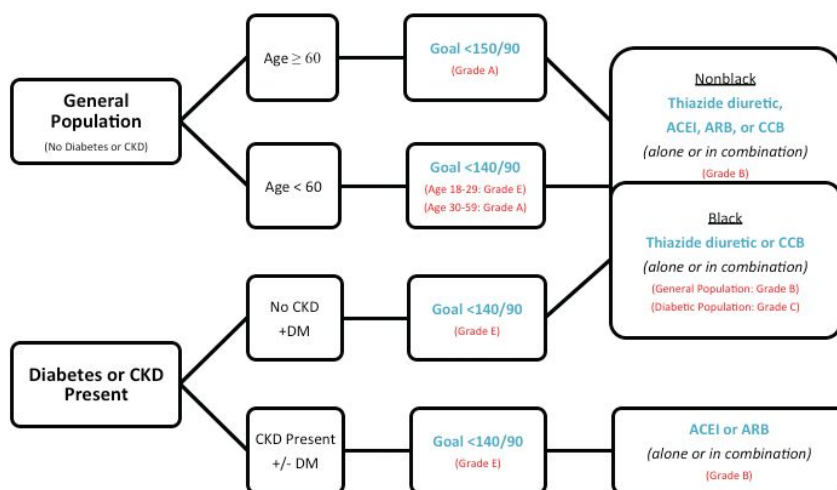 General
Population
(No Diabetes or CKD)
Age ≥ 60
Goal <150/90
(Grade A)
Age < 60
Goal <140/90
(Age 18-29: Grade E)
(Age 30-59: Grade A)
Nonblack
Thiazide diuretic,
ACEI, ARB, or CCB
(alone or in combination)
(Grade B)
Black
Thiazide diuretic or CCB
(alone or in combination)
(General Population: Grade B)
(Diabetic Population: Grade C)
Diabetes or CKD
Present
No CKD
+DM
Goal <140/90
(Grade E)
CKD Present
+/- DM
Goal <140/90
(Grade E)
ACEI or ARB
(alone or in combination)
(Grade B)